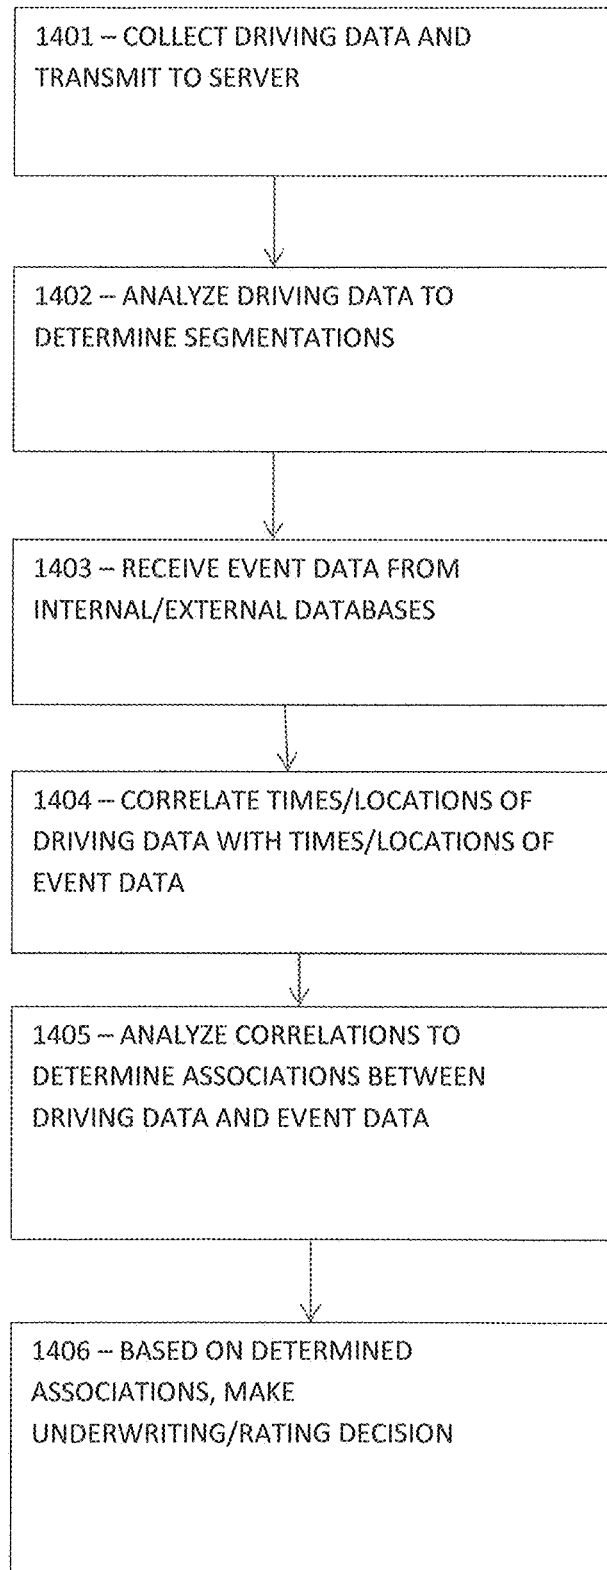 1401 – COLLECT DRIVING DATA AND
TRANSMIT TO SERVER
1402 – ANALYZE DRIVING DATA TO
DETERMINE SEGMENTATIONS
1403 – RECEIVE EVENT DATA FROM
INTERNAL/EXTERNAL DATABASES
1404 – CORRELATE TIMES/LOCATIONS OF
DRIVING DATA WITH TIMES/LOCATIONS OF
EVENT DATA
1405 – ANALYZE CORRELATIONS TO
DETERMINE ASSOCIATIONS BETWEEN
DRIVING DATA AND EVENT DATA
1406 – BASED ON DETERMINED
ASSOCIATIONS, MAKE
UNDERWRITING/RATING DECISION